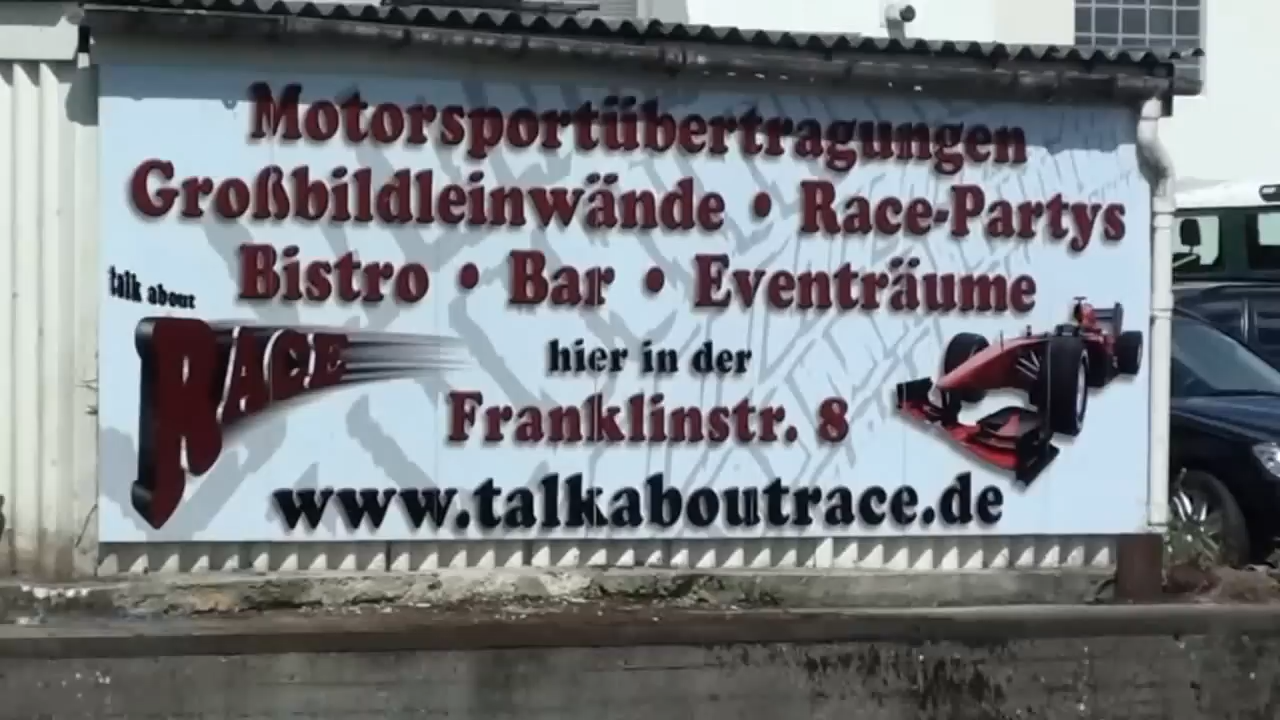 Motorsportübertragungen
Großbildleinwände • Race-Partys
Bistro • Bar • Eventräume
talk about
RACE
hier in der
Franklinstr. 8
www.talkaboutrace.de